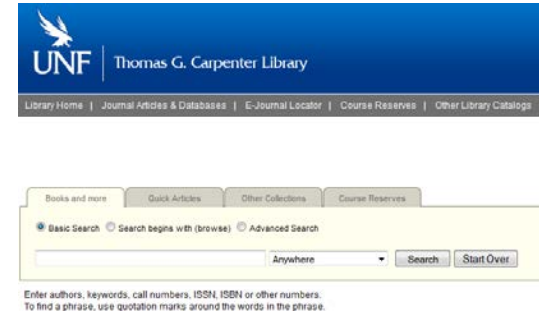 UNF Thomas G. Carpenter Library
Library Home | Journal Articles & Databases | E-Journal Locator | Course Reserves | Other Library Catalogs
Books and more Quick Articles Other Collections Course Reserves
Basic Search Search begins with (browse) Advanced Search
Anywhere Search Start Over
Enter authors, keywords, call numbers, ISSN, ISBN or other numbers.
To find a phrase, use quotation marks around the words in the phrase.